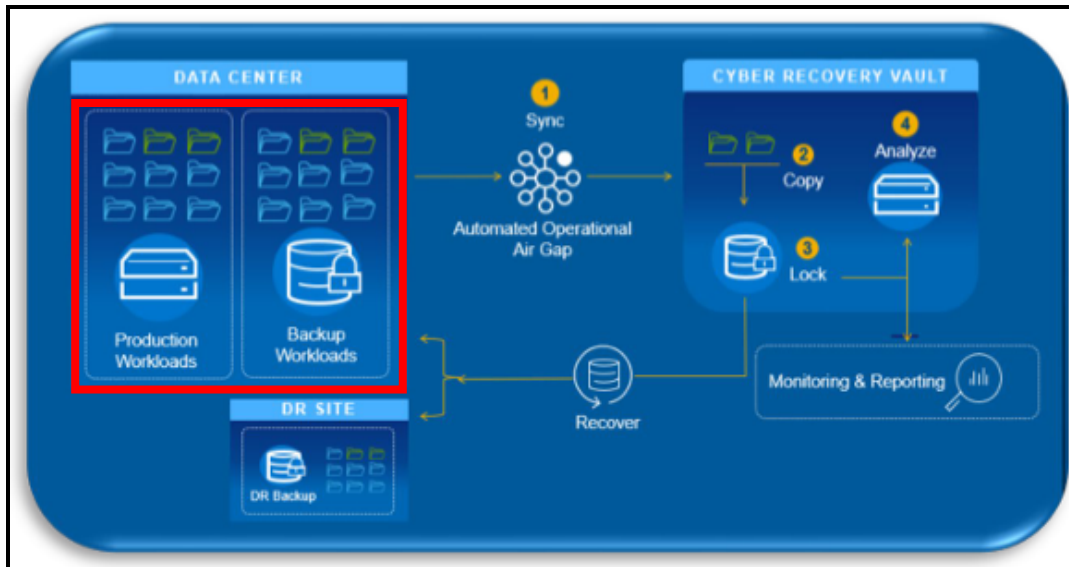 DATA CENTER
Production
Workloads
Backup
Workloads
1
Sync
Automated Operational
Air Gap
CYBER RECOVERY VAULT
2
Copy
3
Lock
4
Analyze
Monitoring & Reporting
Recover
DR SITE
DR Backup